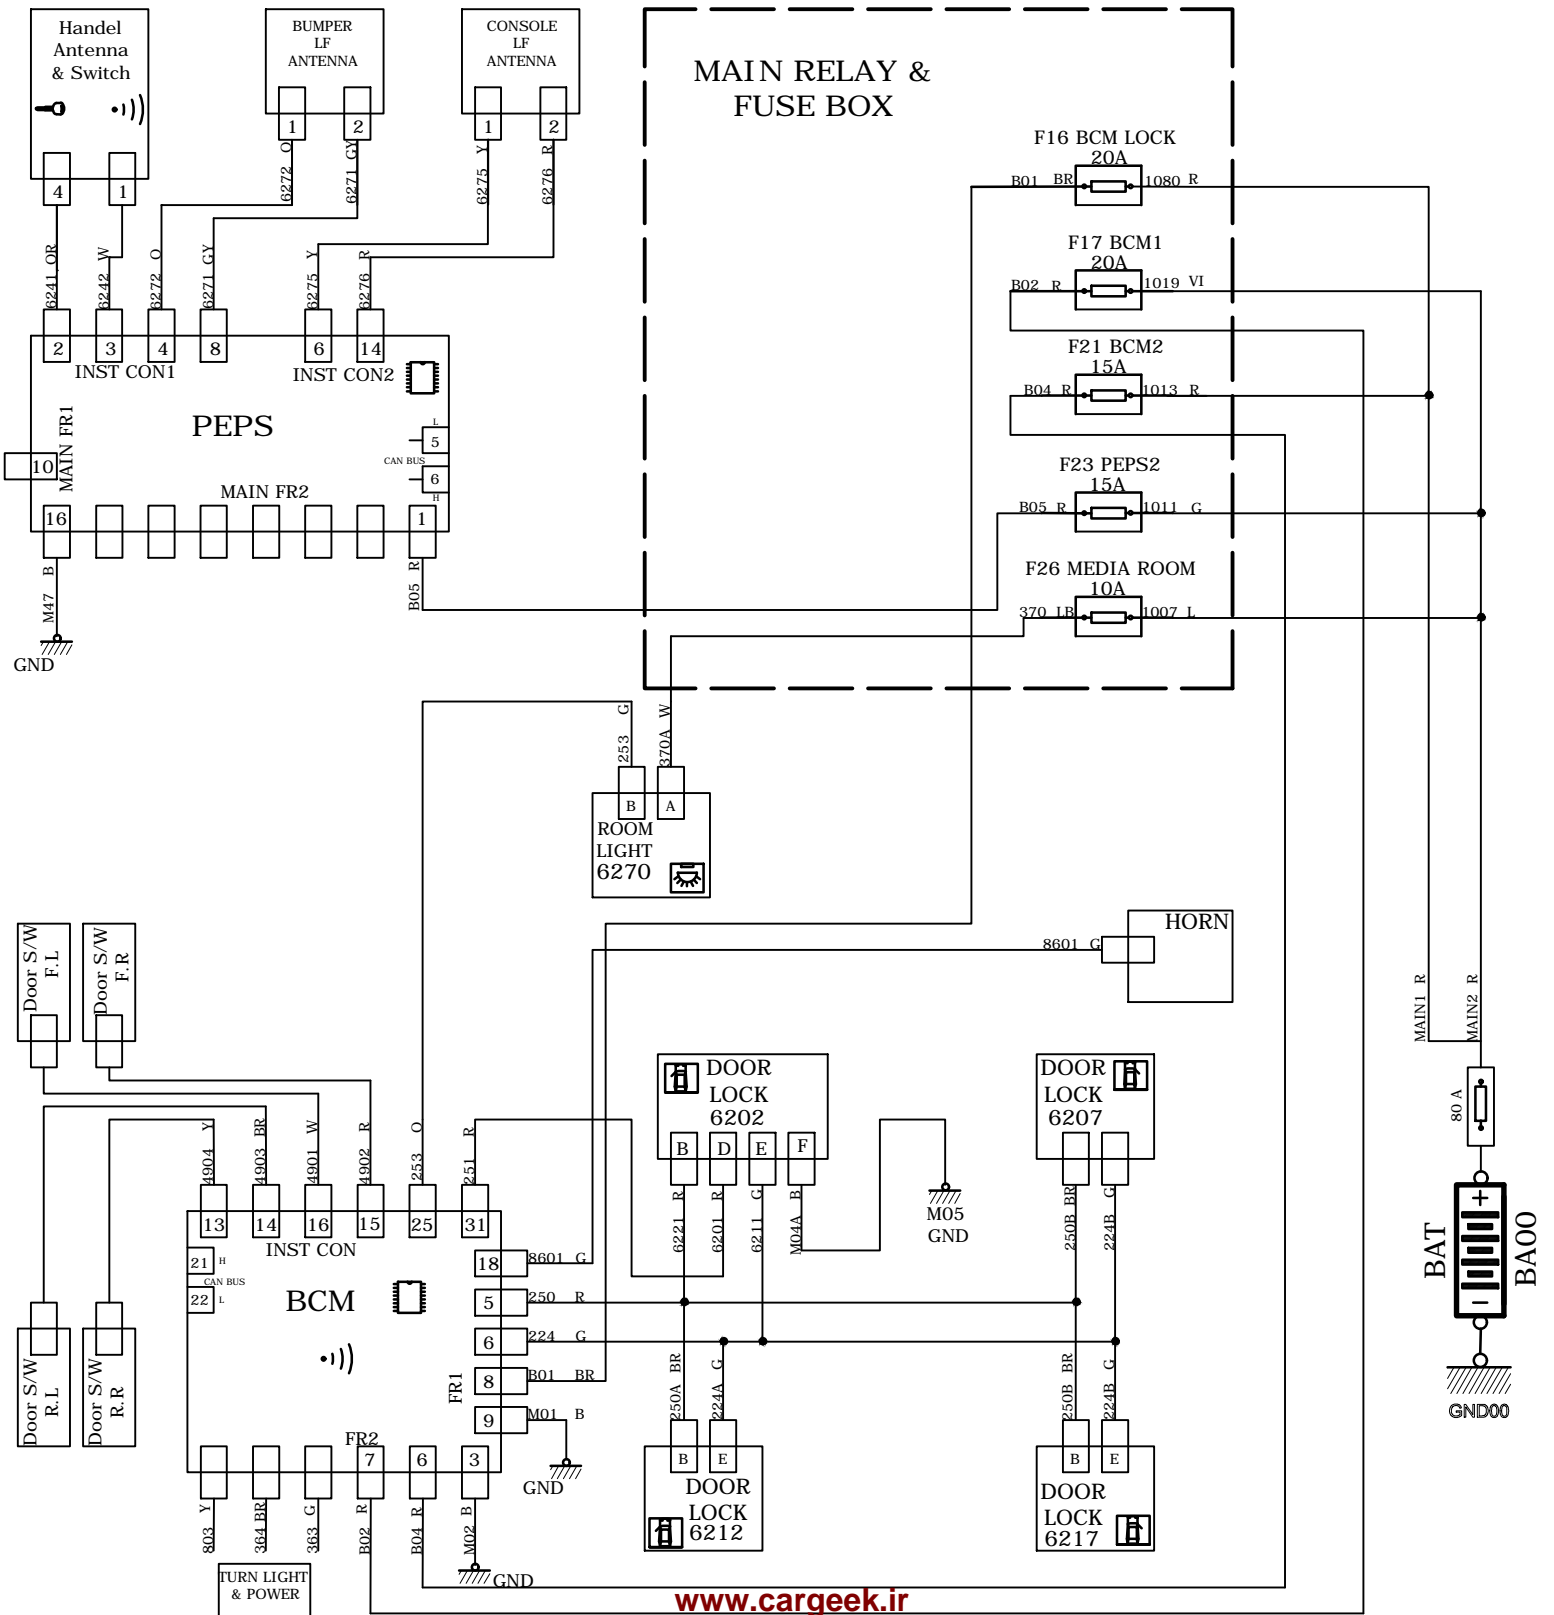 Handel
Antenna
& Switch
4
1
BUMPER
LF
ANTENNA
1
2
CONSOLE
LF
ANTENNA
1
2
6272 O
6271 GY
6275 Y
6276 R
6241 OR
6242 W
6272 O
6271 GY
6275 Y
6276 R
2
3
4
8
6
14
INST CON1
INST CON2
PEPS
MAIN FR1
10
L
5
CAN BUS
6
H
MAIN FR2
16
1
M47 B
B05 R
GND
MAIN RELAY &
FUSE BOX
F16 BCM LOCK
20A
B01 BR
1080 R
F17 BCM1
20A
B02 R
1019 VI
F21 BCM2
15A
B04 R
1013 R
F23 PEPS2
15A
B05 R
1011 G
F26 MEDIA ROOM
10A
370 LB
1007 L
253 G
370A W
B
A
ROOM
LIGHT
6270
HORN
8601 G
Door S/W
F.L
Door S/W
F.R
MAIN1 R
MAIN2 R
80 A
BAT
+
−
BA00
GND00
4904 Y
4903 BR
4901 W
4902 R
253 O
251 R
13
14
16
15
25
31
INST CON
21 H
CAN BUS
22 L
BCM
18
8601 G
5
250 R
6
224 G
8
B01 BR
9
M01 B
FR1
GND
FR2
7
6
3
Door S/W
R.L
Door S/W
R.R
803 Y
364 BR
363 G
B02 R
B04 R
M02 B
GND
TURN LIGHT
& POWER
DOOR
LOCK
6202
B
D
E
F
6221 R
6201 R
6211 G
M04A B
M05
GND
DOOR
LOCK
6207
250B BR
224B G
250A BR
224A G
B
E
DOOR
LOCK
6212
250B BR
224B G
B
E
DOOR
LOCK
6217
www.cargeek.ir